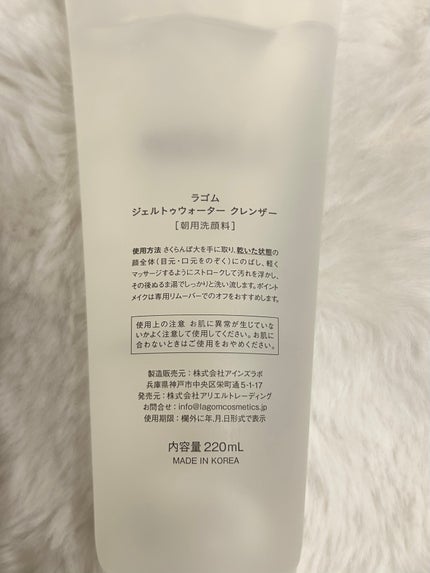 ラゴム
ジェルトゥウォーター クレンザー
［朝用洗顔料］
使用方法 さくらんぼ大を手に取り、乾いた状態の
顔全体（目元・口元をのぞく）にのばし、軽く
マッサージするようにストロークして汚れを浮かし、
その後ぬるま湯でしっかりと洗い流します。ポイント
メイクは専用リムーバーでのオフをおすすめします。
使用上の注意 お肌に異常が生じていな
いかよく注意して使用してください。お肌に
合わないときはご使用をおやめください。
製造販売元：株式会社アインズラボ
兵庫県神戸市中央区栄町通5-1-17
発売元：株式会社アリエルトレーディング
お問合せ：info@lagomcosmetics.jp
使用期限：欄外に年,月,日形式で表示
内容量 220mL
MADE IN KOREA